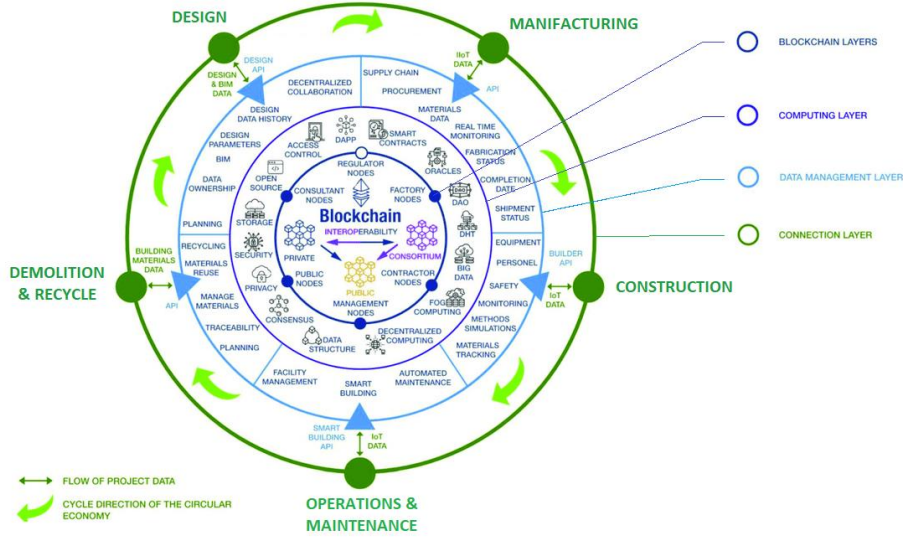 DESIGN
MANIFACTURING
DESIGN
API
DESIGN
& BIM
DATA
IIoT
DATA
API
BLOCKCHAIN LAYERS
COMPUTING LAYER
DATA MANAGEMENT LAYER
CONNECTION LAYER
DECENTRALIZED
COLLABORATION
SUPPLY CHAIN
PROCUREMENT
DESIGN
DATA HISTORY
MATERIALS
DATA
DESIGN
PARAMETERS
REAL TIME
MONITORING
BIM
FABRICATION
STATUS
DATA
OWNERSHIP
COMPLETION
DATE
SHIPMENT
STATUS
PLANNING
ACCESS
CONTROL
DAPP
SMART
CONTRACTS
ORACLES
OPEN
SOURCE
DAO
STORAGE
DHT
SECURITY
BIG
DATA
PRIVACY
FOG
COMPUTING
CONSENSUS
DATA
STRUCTURE
DECENTRALIZED
COMPUTING
REGULATOR
NODES
CONSULTANT
NODES
FACTORY
NODES
Blockchain
INTEROPERABILITY
PRIVATE
CONSORTIUM
PUBLIC
PUBLIC
NODES
CONTRACTOR
NODES
MANAGEMENT
NODES
RECYCLING
MATERIALS
REUSE
MANAGE
MATERIALS
TRACEABILITY
PLANNING
EQUIPMENT
PERSONEL
SAFETY
MONITORING
METHODS
SIMULATIONS
MATERIALS
TRACKING
FACILITY
MANAGEMENT
SMART
BUILDING
AUTOMATED
MAINTENANCE
BUILDING
MATERIALS
DATA
API
DEMOLITION
& RECYCLE
BUILDER
API
IoT
DATA
CONSTRUCTION
SMART
BUILDING
API
IoT
DATA
OPERATIONS &
MAINTENANCE
FLOW OF PROJECT DATA
CYCLE DIRECTION OF THE CIRCULAR
ECONOMY